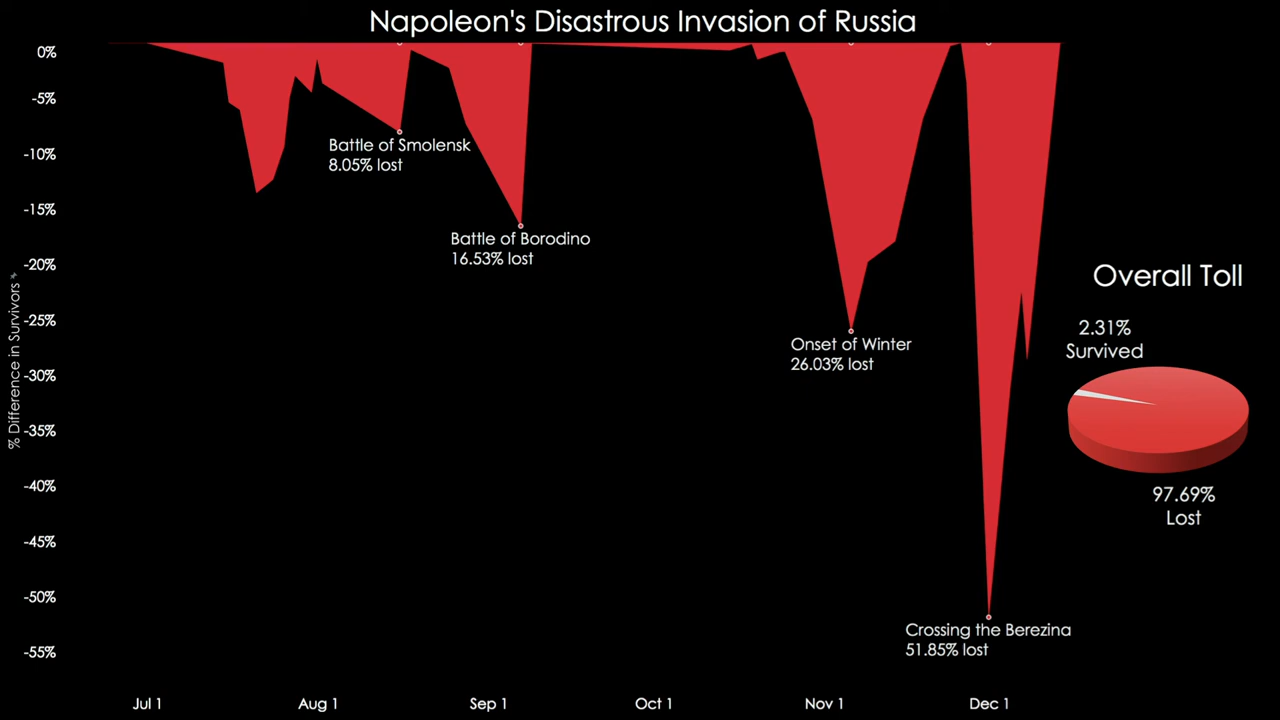 Napoleon's Disastrous Invasion of Russia
0%
-5%
-10%
-15%
-20%
-25%
-30%
-35%
-40%
-45%
-50%
-55%
% Difference in Survivors *
Battle of Smolensk
8.05% lost
Battle of Borodino
16.53% lost
Onset of Winter
26.03% lost
Crossing the Berezina
51.85% lost
Overall Toll
2.31%
Survived
97.69%
Lost
Jul 1
Aug 1
Sep 1
Oct 1
Nov 1
Dec 1